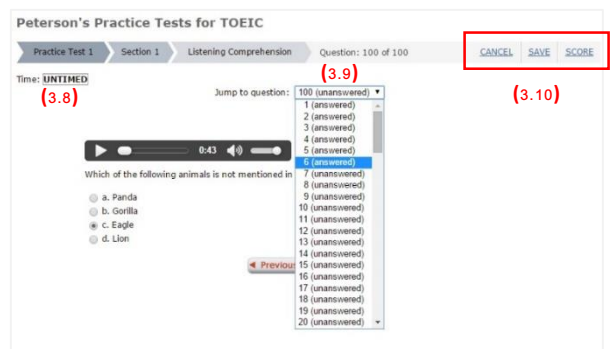 Peterson's Practice Tests for TOEIC
Practice Test 1 Section 1 Listening Comprehension Question: 100 of 100 CANCEL SAVE SCORE
Time: UNTIMED
(3.8)
(3.9)
(3.10)
Jump to question: 100 (unanswered)
1 (answered)
2 (answered)
3 (answered)
4 (answered)
5 (answered)
6 (answered)
7 (unanswered)
8 (unanswered)
9 (unanswered)
10 (unanswered)
11 (unanswered)
12 (unanswered)
13 (unanswered)
14 (unanswered)
15 (unanswered)
16 (unanswered)
17 (unanswered)
18 (unanswered)
19 (unanswered)
20 (unanswered)
0:43
Which of the following animals is not mentioned in
a. Panda
b. Gorilla
c. Eagle
d. Lion
Previous